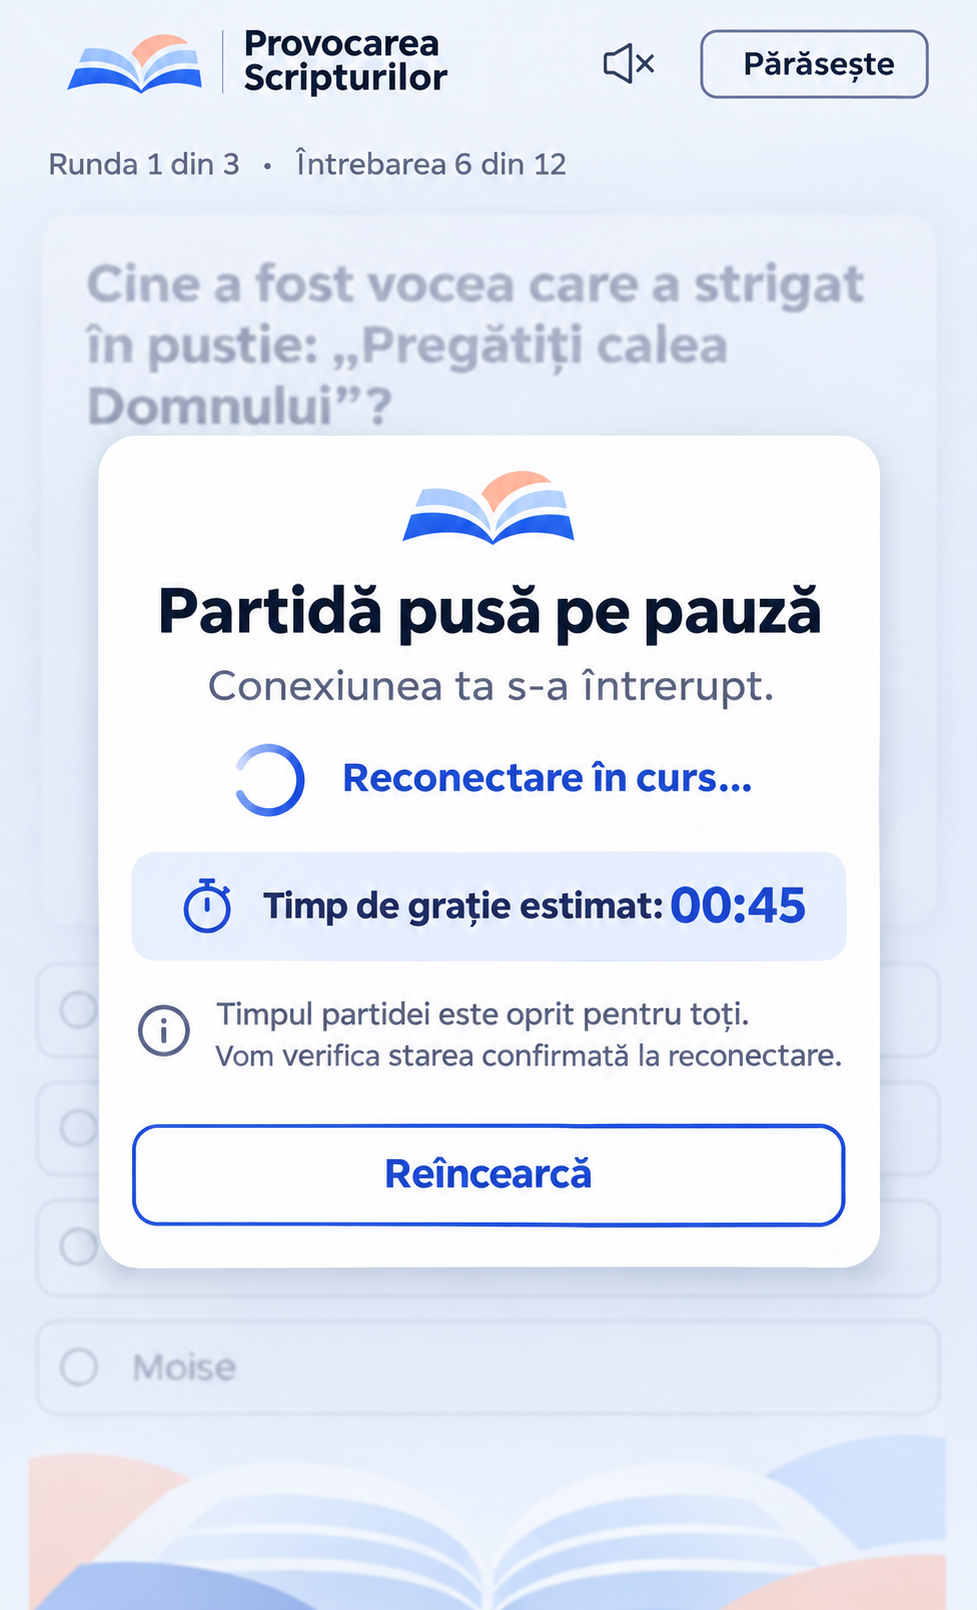 Provocarea
Scripturilor
Părăsește
Runda 1 din 3 • Întrebarea 6 din 12
Cine a fost vocea care a strigat
în pustie: „Pregătiți calea
Domnului”?
Partidă pusă pe pauză
Conexiunea ta s-a întrerupt.
Reconectare în curs...
Timp de grație estimat: 00:45
Timpul partidei este oprit pentru toți.
Vom verifica starea confirmată la reconectare.
Reîncearcă
Moise